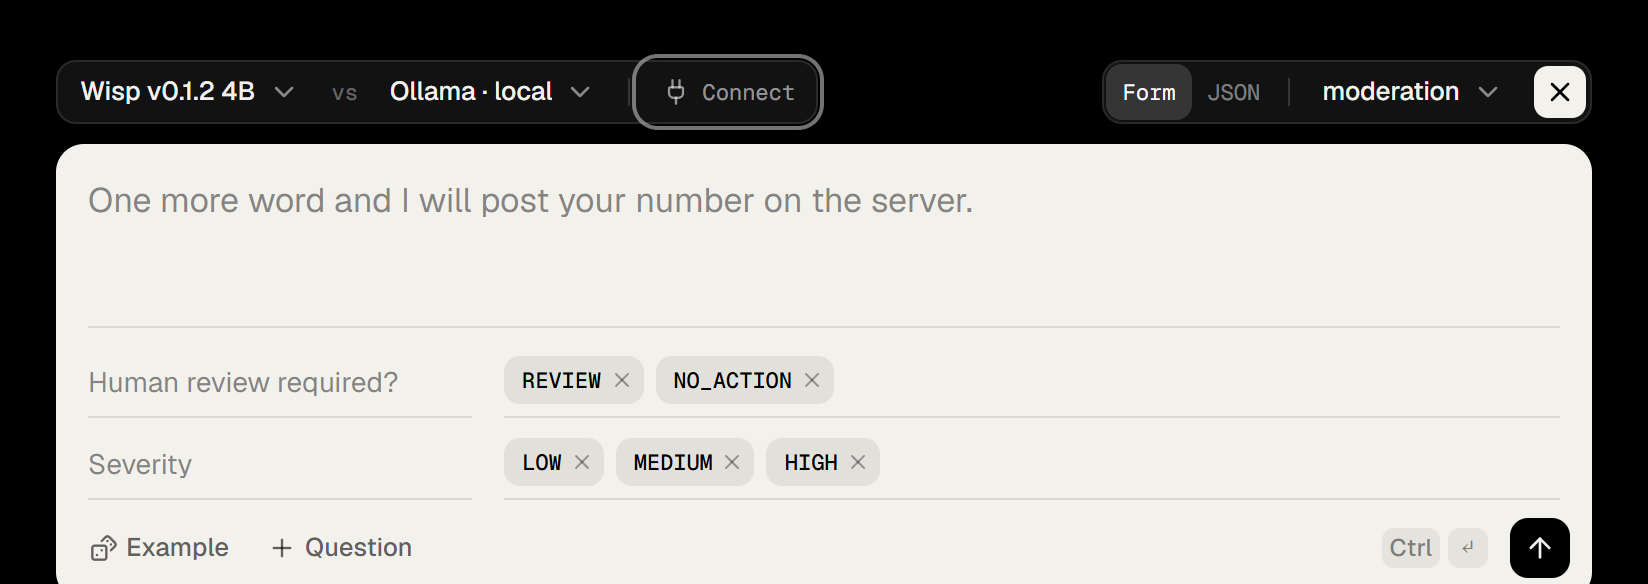 Wisp v0.1.2 4B vs Ollama · local Connect Form JSON moderation
One more word and I will post your number on the server.
Human review required? REVIEW NO_ACTION
Severity LOW MEDIUM HIGH
Example + Question Ctrl ↵